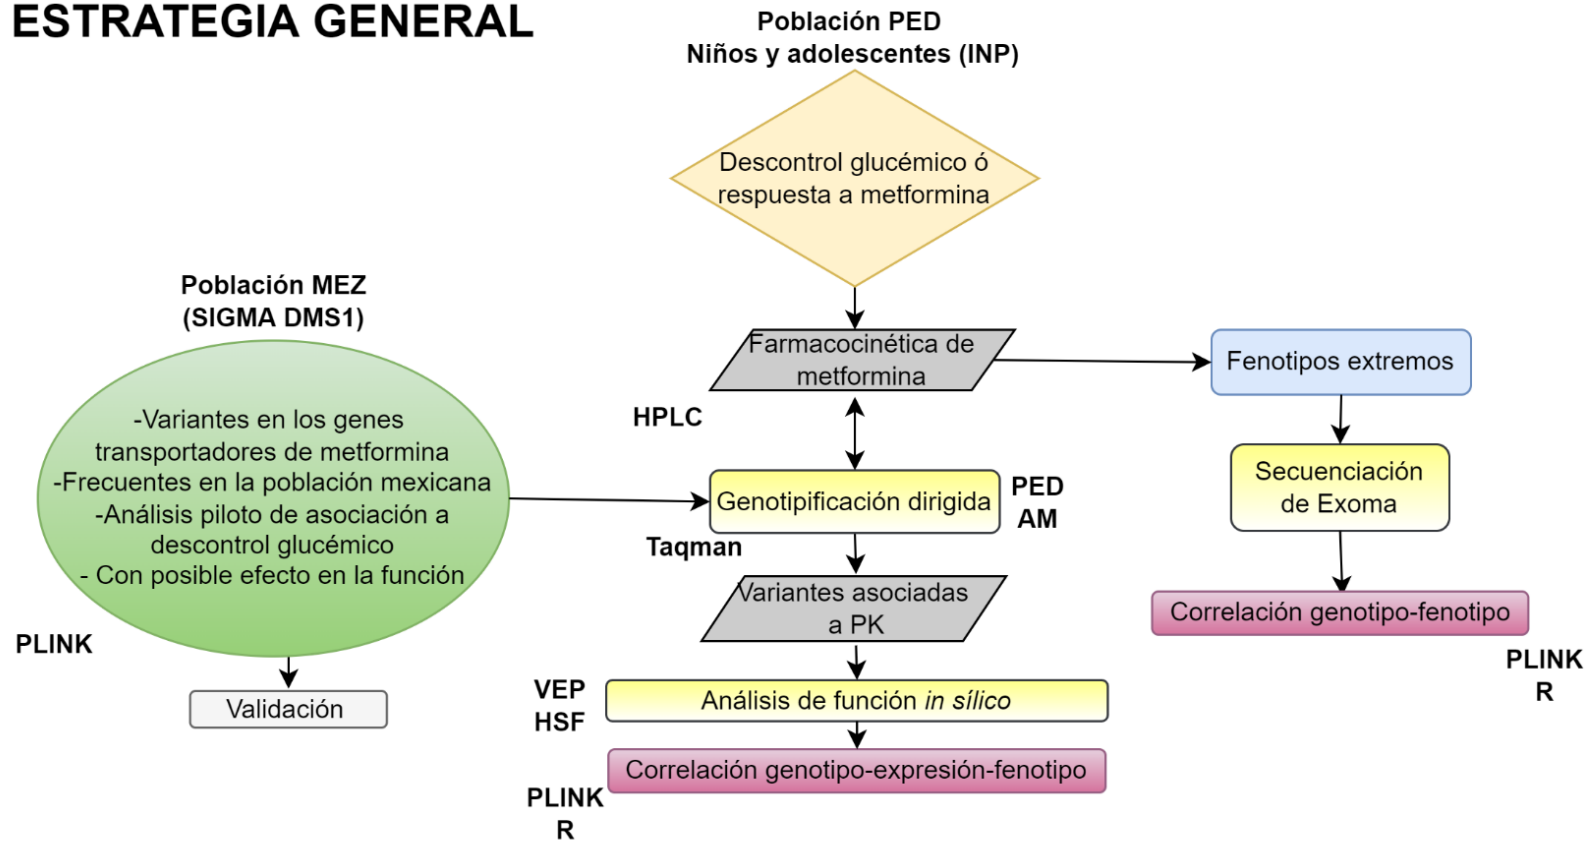 ESTRATEGIA GENERAL
Población PED
Niños y adolescentes (INP)
Descontrol glucémico ó
respuesta a metformina
Población MEZ
(SIGMA DMS1)
-Variantes en los genes
transportadores de metformina
-Frecuentes en la población mexicana
-Análisis piloto de asociación a
descontrol glucémico
- Con posible efecto en la función
PLINK
Validación
Farmacocinética de
metformina
HPLC
Genotipificación dirigida
PED
AM
Taqman
Variantes asociadas
a PK
VEP
HSF
Análisis de función in sílico
Correlación genotipo-expresión-fenotipo
PLINK
R
Fenotipos extremos
Secuenciación
de Exoma
Correlación genotipo-fenotipo
PLINK
R